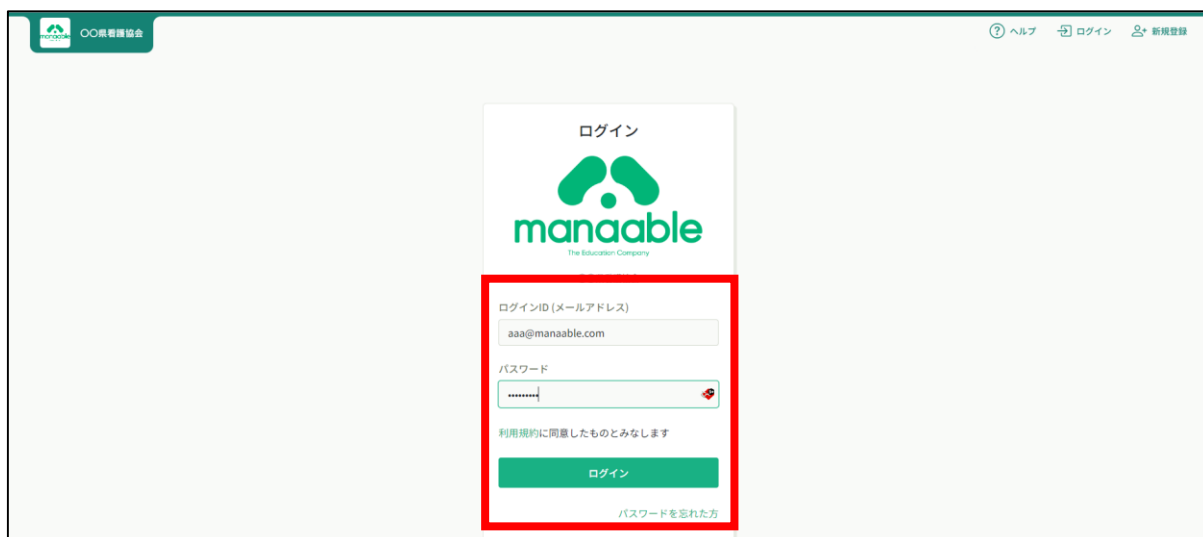 manaable
〇〇県看護協会
ヘルプ
ログイン
新規登録
ログイン
manaable
The Education Company
ログインID (メールアドレス)
aaa@manaable.com
パスワード
•••••••••
利用規約に同意したものとみなします
ログイン
パスワードを忘れた方